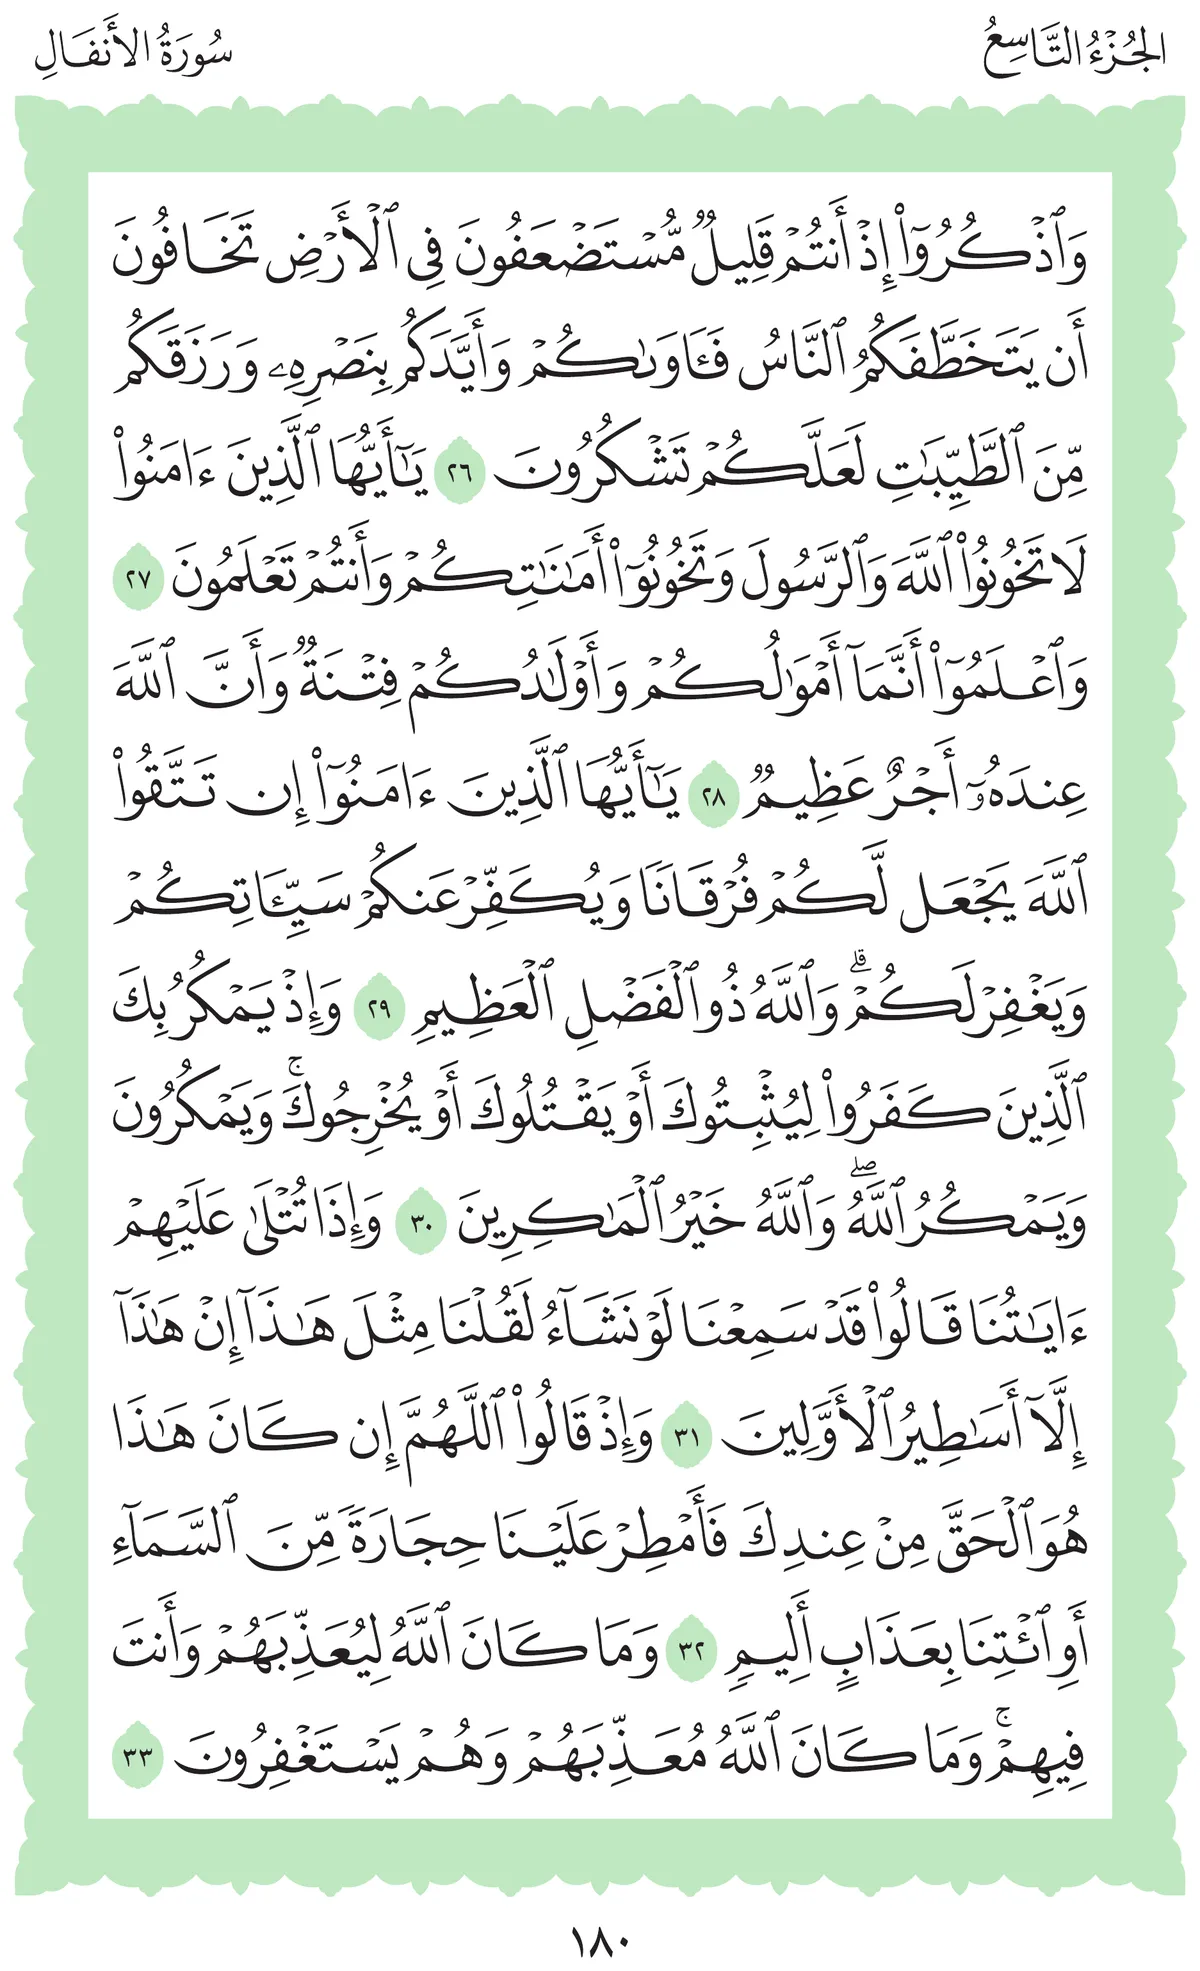 الجُزْءُ التَّاسِعُ
سُورَةُ الأَنفَالِ
وَٱذْكُرُوٓا۟ إِذْ أَنتُمْ قَلِيلٌ مُّسْتَضْعَفُونَ فِى ٱلْأَرْضِ تَخَافُونَ
أَن يَتَخَطَّفَكُمُ ٱلنَّاسُ فَـَٔاوَىٰكُمْ وَأَيَّدَكُم بِنَصْرِهِۦ وَرَزَقَكُم
مِّنَ ٱلطَّيِّبَـٰتِ لَعَلَّكُمْ تَشْكُرُونَ ٢٦ يَـٰٓأَيُّهَا ٱلَّذِينَ ءَامَنُوا۟
لَا تَخُونُوا۟ ٱللَّهَ وَٱلرَّسُولَ وَتَخُونُوٓا۟ أَمَـٰنَـٰتِكُمْ وَأَنتُمْ تَعْلَمُونَ ٢٧
وَٱعْلَمُوٓا۟ أَنَّمَآ أَمْوَٰلُكُمْ وَأَوْلَـٰدُكُمْ فِتْنَةٌ وَأَنَّ ٱللَّهَ
عِندَهُۥٓ أَجْرٌ عَظِيمٌ ٢٨ يَـٰٓأَيُّهَا ٱلَّذِينَ ءَامَنُوٓا۟ إِن تَتَّقُوا۟
ٱللَّهَ يَجْعَل لَّكُمْ فُرْقَانًا وَيُكَفِّرْ عَنكُمْ سَيِّـَٔاتِكُمْ
وَيَغْفِرْ لَكُمْ ۗ وَٱللَّهُ ذُو ٱلْفَضْلِ ٱلْعَظِيمِ ٢٩ وَإِذْ يَمْكُرُ بِكَ
ٱلَّذِينَ كَفَرُوا۟ لِيُثْبِتُوكَ أَوْ يَقْتُلُوكَ أَوْ يُخْرِجُوكَ ۚ وَيَمْكُرُونَ
وَيَمْكُرُ ٱللَّهُ ۖ وَٱللَّهُ خَيْرُ ٱلْمَـٰكِرِينَ ٣٠ وَإِذَا تُتْلَىٰ عَلَيْهِمْ
ءَايَـٰتُنَا قَالُوا۟ قَدْ سَمِعْنَا لَوْ نَشَآءُ لَقُلْنَا مِثْلَ هَـٰذَآ إِنْ هَـٰذَآ
إِلَّآ أَسَـٰطِيرُ ٱلْأَوَّلِينَ ٣١ وَإِذْ قَالُوا۟ ٱللَّهُمَّ إِن كَانَ هَـٰذَا
هُوَ ٱلْحَقَّ مِنْ عِندِكَ فَأَمْطِرْ عَلَيْنَا حِجَارَةً مِّنَ ٱلسَّمَآءِ
أَوِ ٱئْتِنَا بِعَذَابٍ أَلِيمٍ ٣٢ وَمَا كَانَ ٱللَّهُ لِيُعَذِّبَهُمْ وَأَنتَ
فِيهِمْ ۚ وَمَا كَانَ ٱللَّهُ مُعَذِّبَهُمْ وَهُمْ يَسْتَغْفِرُونَ ٣٣
١٨٠